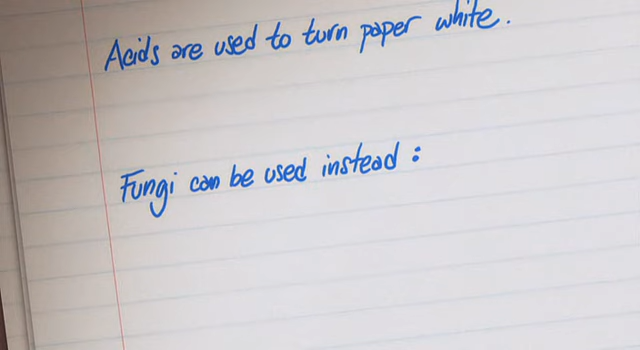 Acids are used to turn paper white.
Fungi can be used instead :